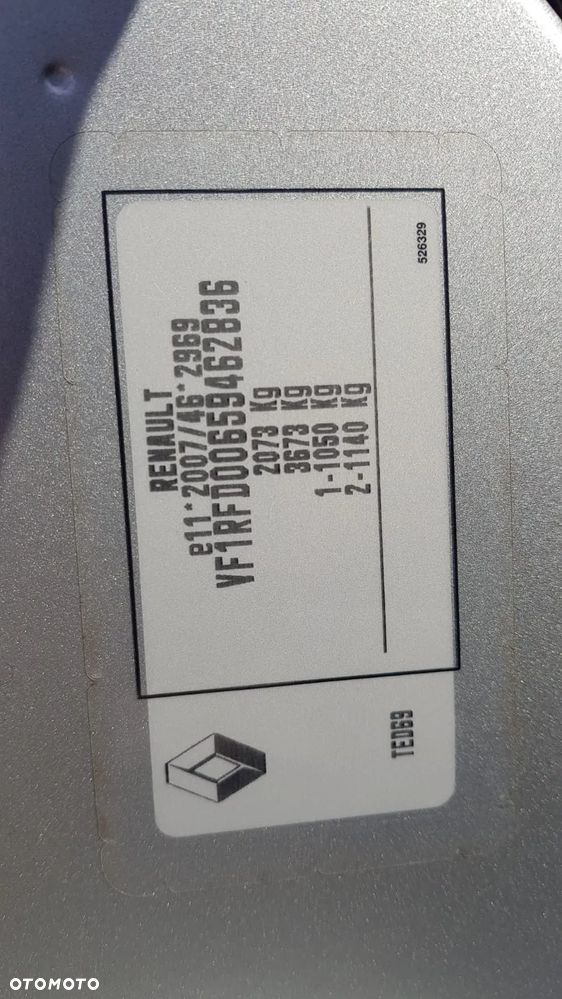 RENAULT
e11*2007/46*2969
VF1RFD00659462836
2073 Kg
3673 Kg
1-1050 Kg
2-1140 Kg
526329
TED69
OTOMOTO